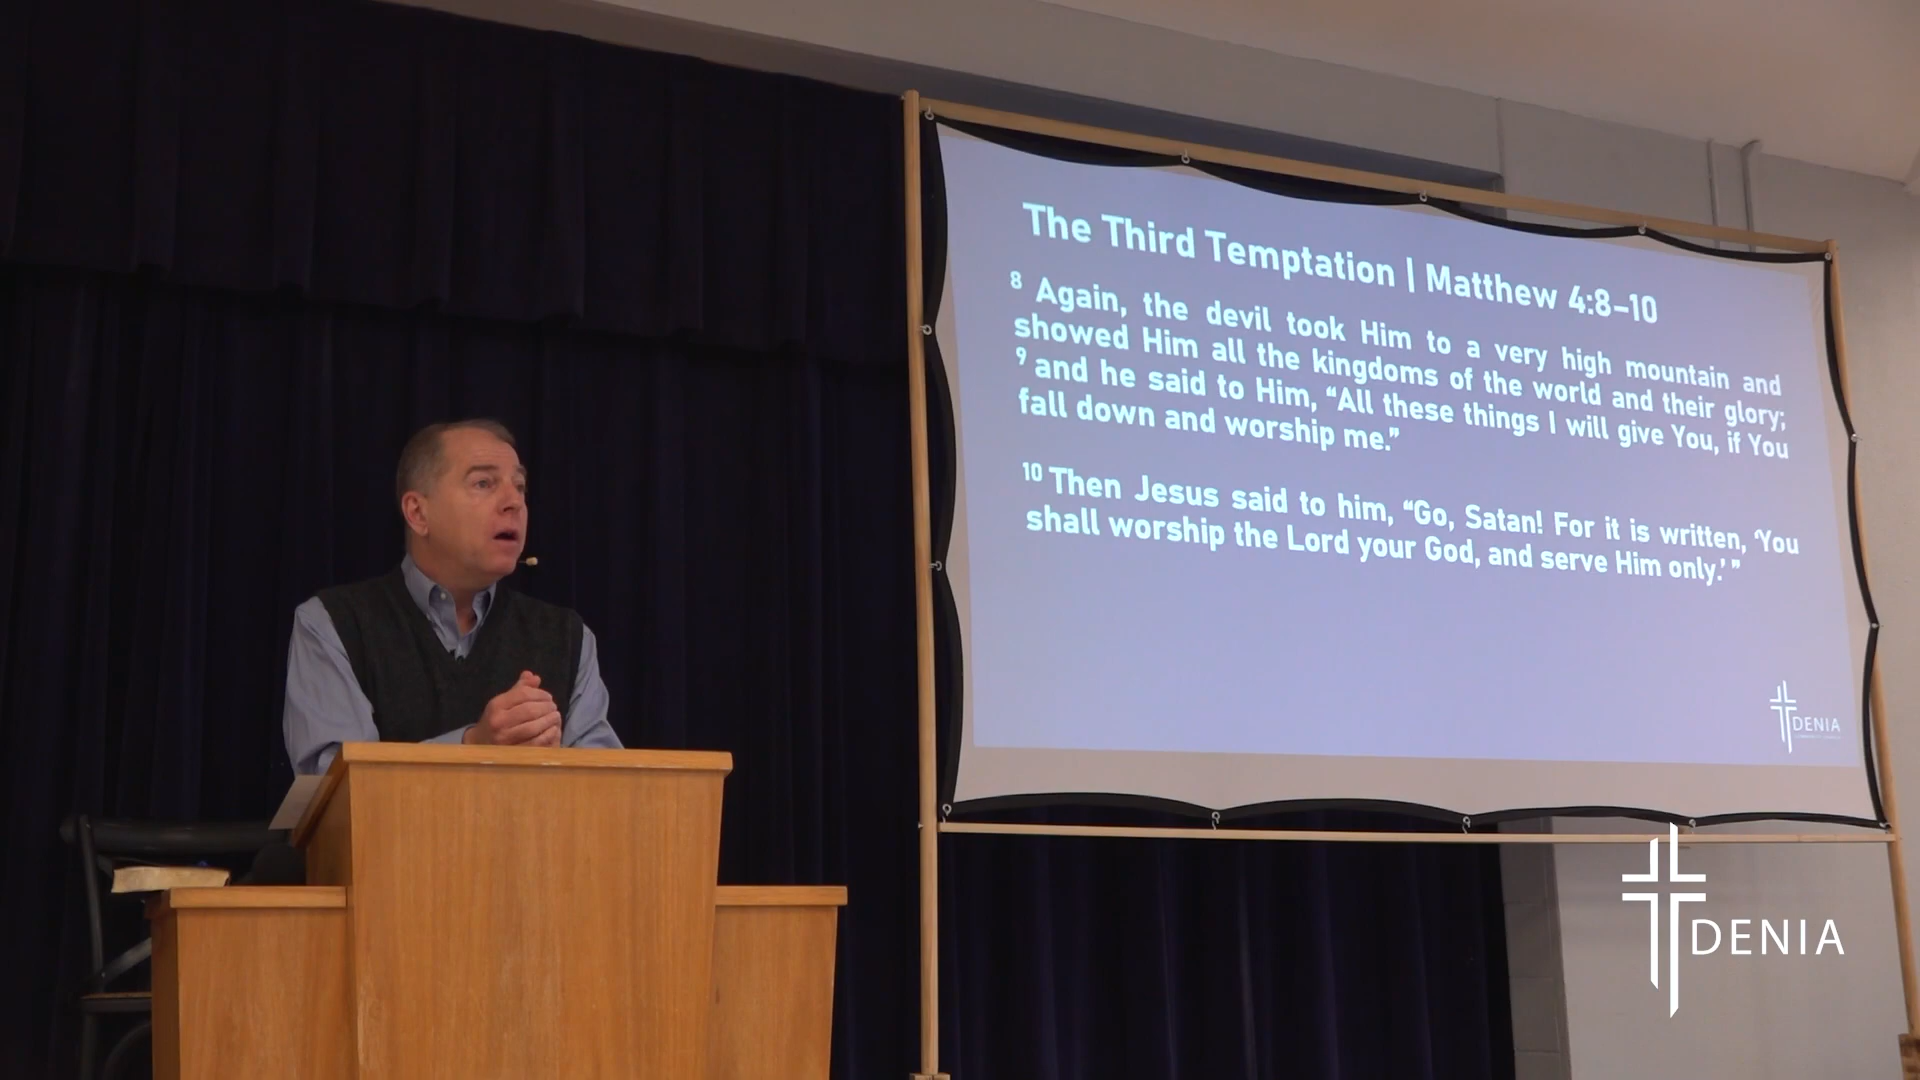 The Third Temptation | Matthew 4:8–10
8 Again, the devil took Him to a very high mountain and
showed Him all the kingdoms of the world and their glory;
9 and he said to Him, “All these things I will give You, if You
fall down and worship me.”
10 Then Jesus said to him, “Go, Satan! For it is written, ‘You
shall worship the Lord your God, and serve Him only.’ ”
DENIA
DENIA